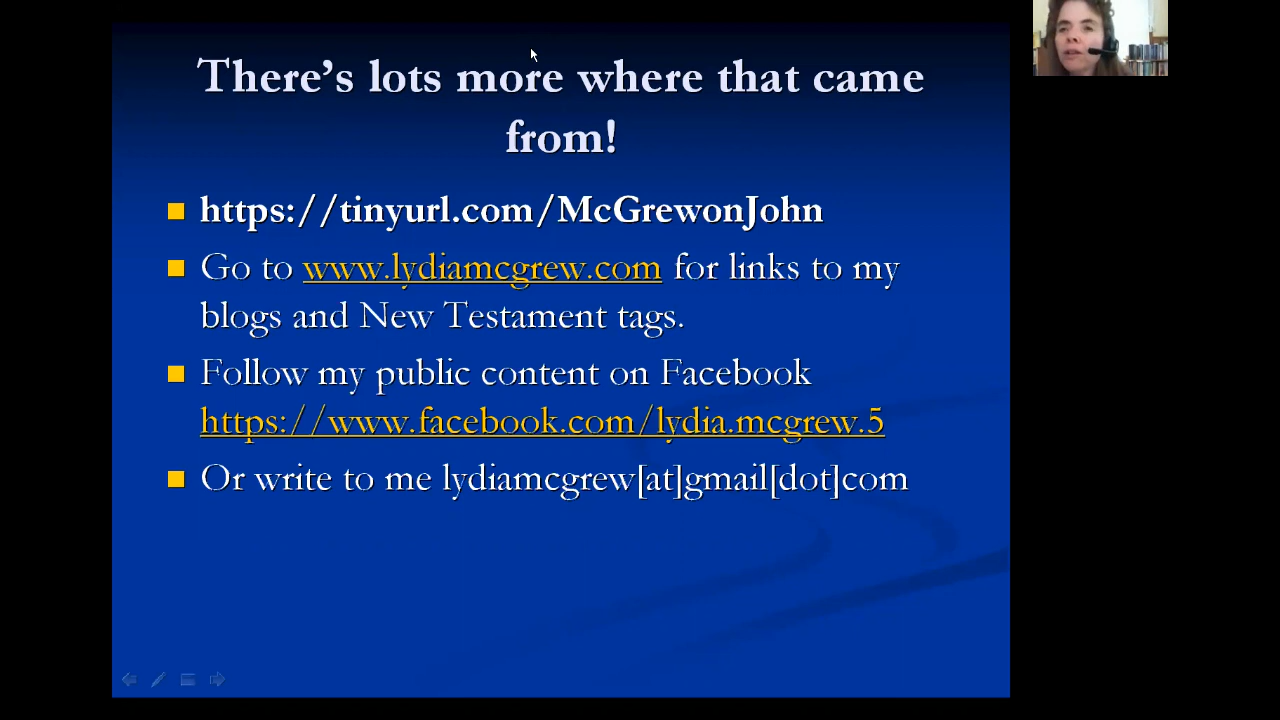 There's lots more where that came
from!
https://tinyurl.com/McGrewonJohn
Go to www.lydiamcgrew.com for links to my
blogs and New Testament tags.
Follow my public content on Facebook
https://www.facebook.com/lydia.mcgrew.5
Or write to me lydiamcgrew[at]gmail[dot]com